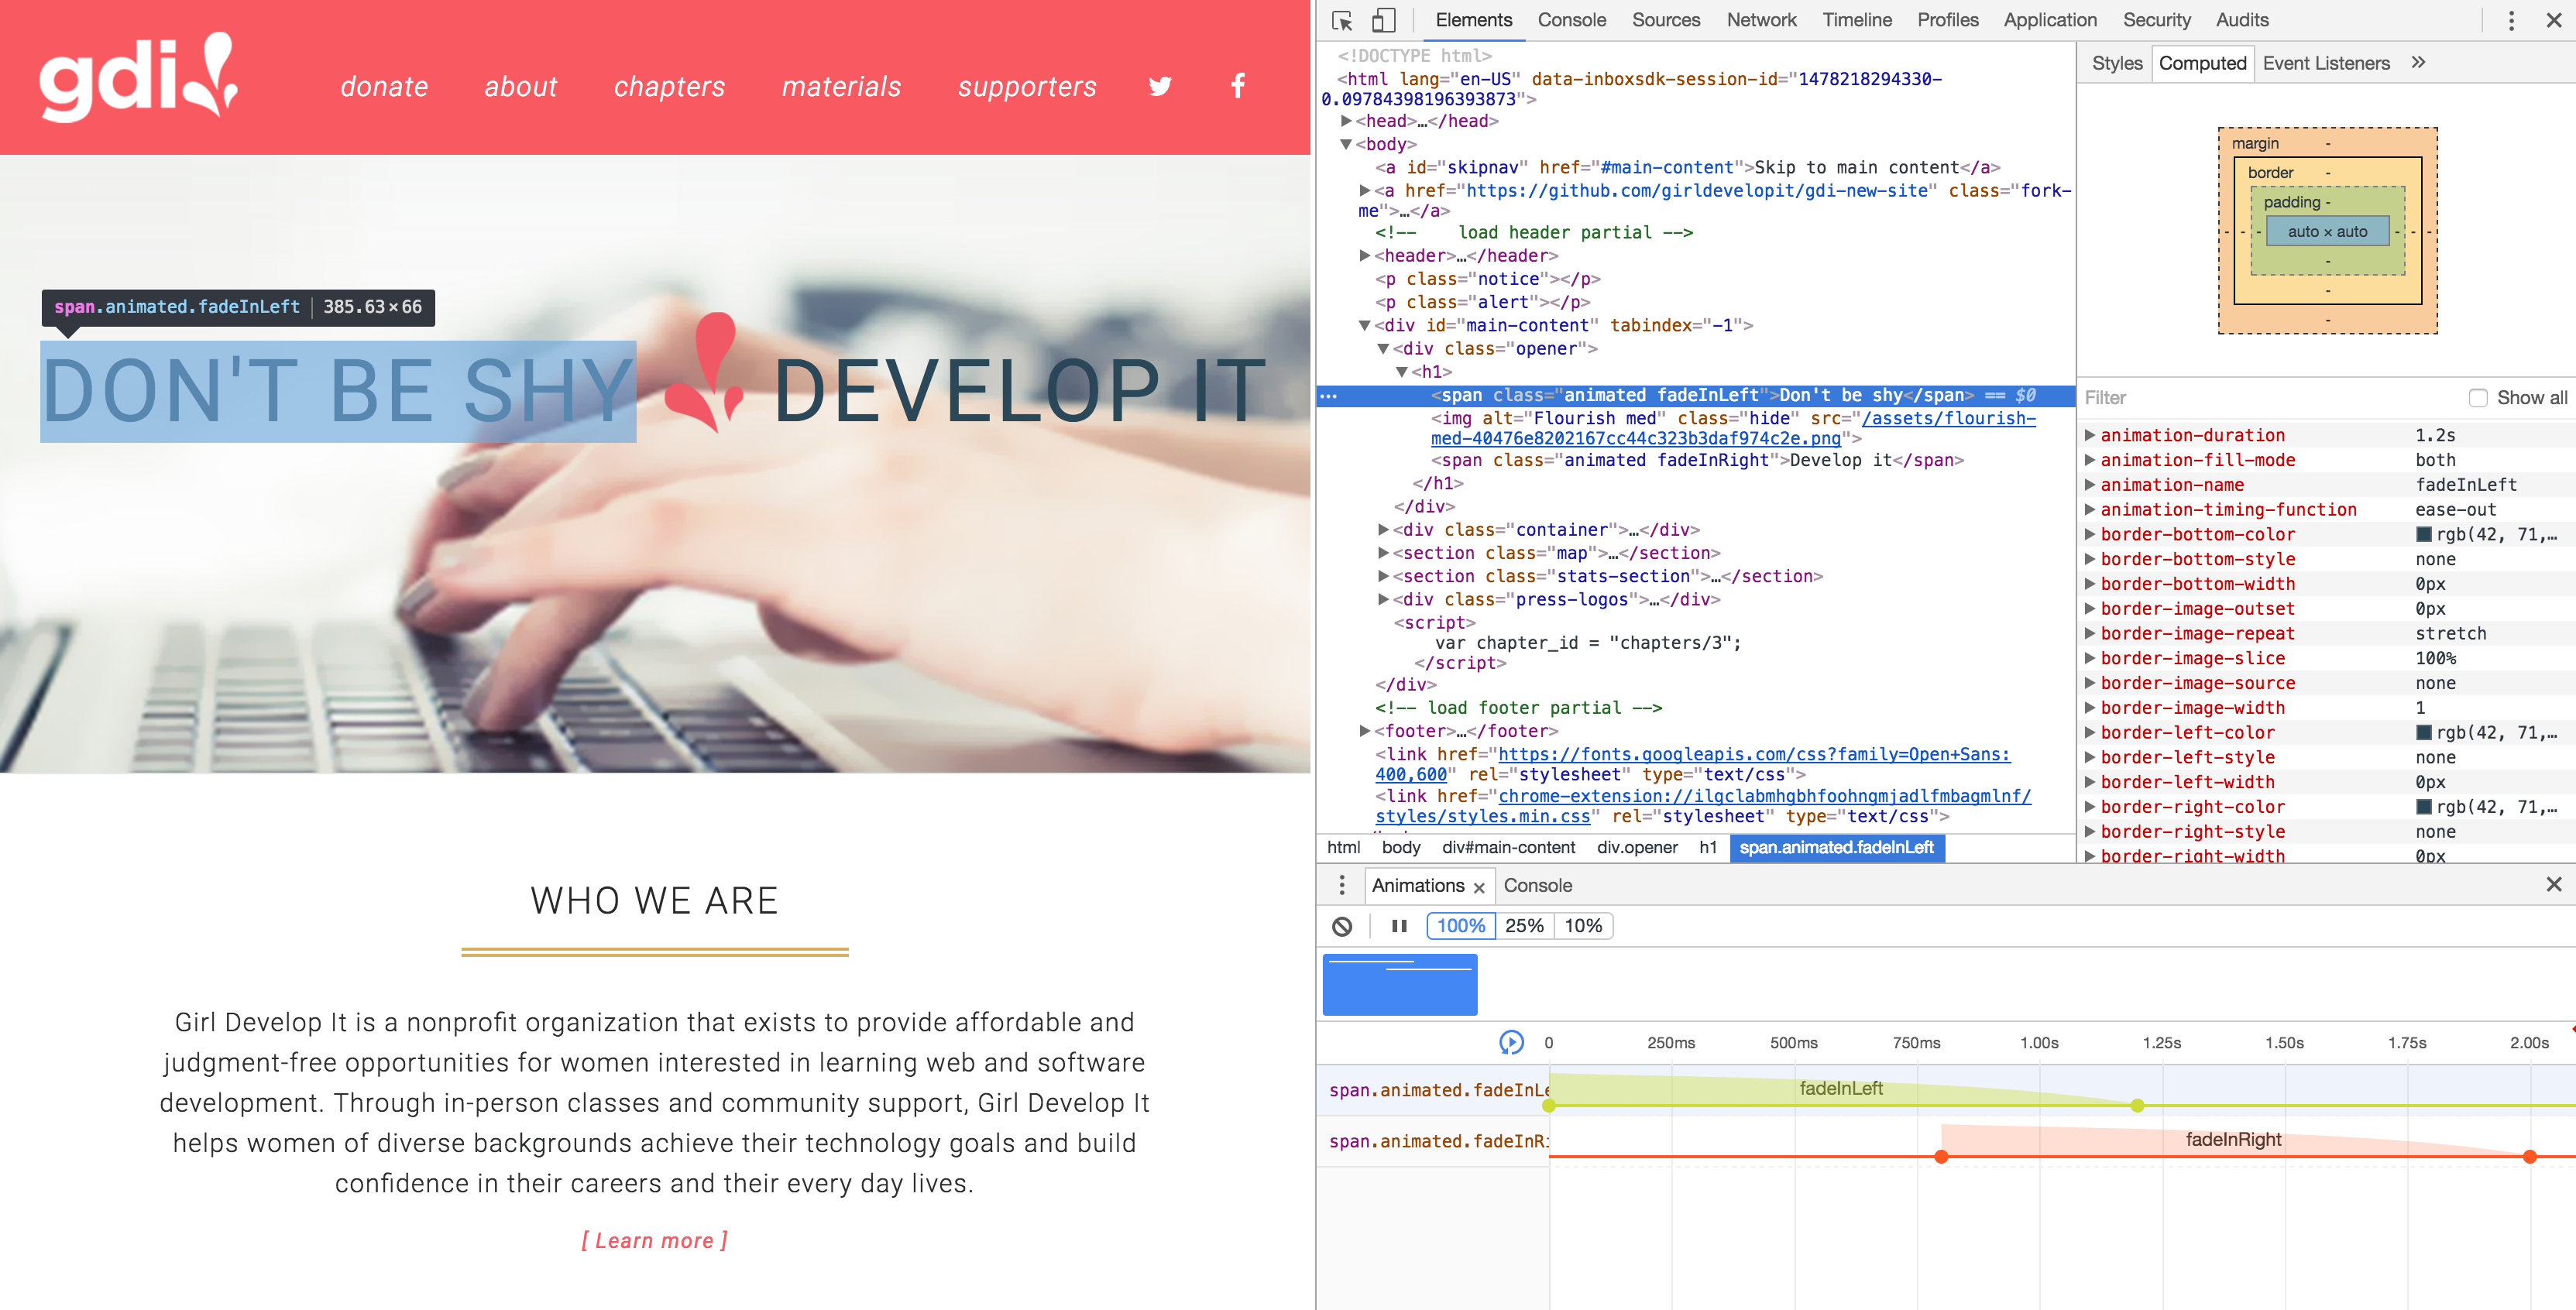 gdi
donate about chapters materials supporters
span.animated.fadeInLeft 385.63×66
DON'T BE SHY DEVELOP IT
WHO WE ARE
Girl Develop It is a nonprofit organization that exists to provide affordable and
judgment-free opportunities for women interested in learning web and software
development. Through in-person classes and community support, Girl Develop It
helps women of diverse backgrounds achieve their technology goals and build
confidence in their careers and their every day lives.
[ Learn more ]
Elements Console Sources Network Timeline Profiles Application Security Audits
<!DOCTYPE html>
<html lang="en-US" data-inboxsdk-session-id="1478218294330-
0.09784398196393873">
<head>…</head>
<body>
<a id="skipnav" href="#main-content">Skip to main content</a>
<a href="https://github.com/girldevelopit/gdi-new-site" class="fork-
me">…</a>
<!-- load header partial -->
<header>…</header>
<p class="notice"></p>
<p class="alert"></p>
<div id="main-content" tabindex="-1">
<div class="opener">
<h1>
… <span class="animated fadeInLeft">Don't be shy</span> == $0
<img alt="Flourish med" class="hide" src="/assets/flourish-
med-40476e8202167cc44c323b3daf974c2e.png">
<span class="animated fadeInRight">Develop it</span>
</h1>
</div>
<div class="container">…</div>
<section class="map">…</section>
<section class="stats-section">…</section>
<div class="press-logos">…</div>
<script>
var chapter_id = "chapters/3";
</script>
</div>
<!-- load footer partial -->
<footer>…</footer>
<link href="https://fonts.googleapis.com/css?family=Open+Sans:
400,600" rel="stylesheet" type="text/css">
<link href="chrome-extension://ilgclabmhgbhfoohngmjadlfmbagmlnf/
styles/styles.min.css" rel="stylesheet" type="text/css">
html body div#main-content div.opener h1 span.animated.fadeInLeft
Styles Computed Event Listeners »
margin -
border -
padding -
- - - auto × auto - - -
-
-
-
Filter Show all
animation-duration 1.2s
animation-fill-mode both
animation-name fadeInLeft
animation-timing-function ease-out
border-bottom-color rgb(42, 71,…
border-bottom-style none
border-bottom-width 0px
border-image-outset 0px
border-image-repeat stretch
border-image-slice 100%
border-image-source none
border-image-width 1
border-left-color rgb(42, 71,…
border-left-style none
border-left-width 0px
border-right-color rgb(42, 71,…
border-right-style none
border-right-width 0px
Animations × Console
100% 25% 10%
0 250ms 500ms 750ms 1.00s 1.25s 1.50s 1.75s 2.00s
span.animated.fadeInLe fadeInLeft
span.animated.fadeInRi fadeInRight